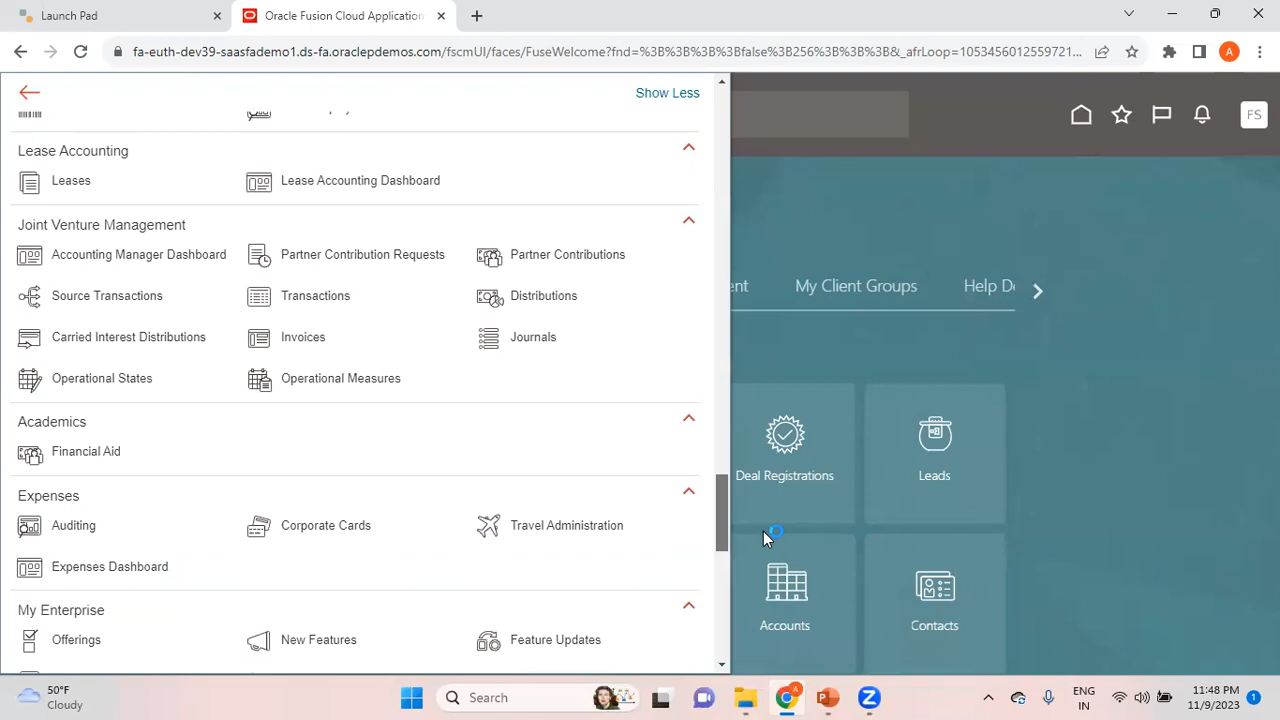 Launch Pad
Oracle Fusion Cloud Application
fa-euth-dev39-saasfademo1.ds-fa.oraclepdemos.com/fscmUI/faces/FuseWelcome?fnd=%3B%3B%3B%3Bfalse%3B256%3B%3B%3B&_afrLoop=1053456012559721...
A
Show Less
FS
Lease Accounting
Leases
Lease Accounting Dashboard
Joint Venture Management
Accounting Manager Dashboard
Partner Contribution Requests
Partner Contributions
Source Transactions
Transactions
Distributions
Carried Interest Distributions
Invoices
Journals
Operational States
Operational Measures
Academics
Financial Aid
Expenses
Auditing
Corporate Cards
Travel Administration
Expenses Dashboard
My Enterprise
Offerings
New Features
Feature Updates
My Client Groups
Help De
Deal Registrations
Leads
Accounts
Contacts
50°F
Cloudy
Search
ENG
IN
11:48 PM
11/9/2023
1